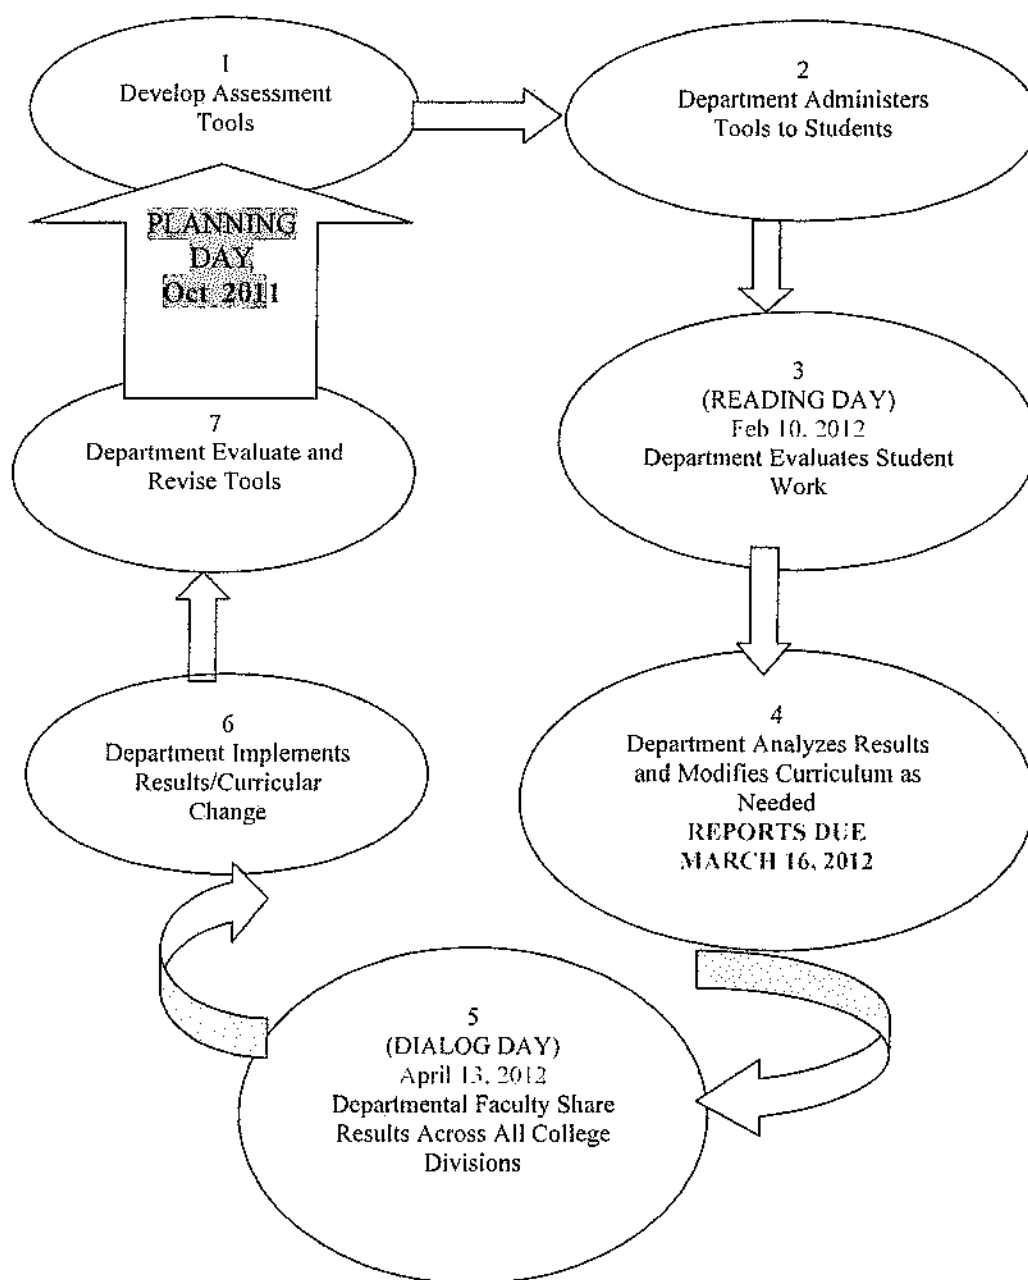 1
Develop Assessment
Tools
2
Department Administers
Tools to Students
PLANNING
DAY
Oct 2011
3
(READING DAY)
Feb 10, 2012
Department Evaluates Student
Work
7
Department Evaluate and
Revise Tools
4
Department Analyzes Results
and Modifies Curriculum as
Needed
REPORTS DUE
MARCH 16, 2012
6
Department Implements
Results/Curricular
Change
5
(DIALOG DAY)
April 13, 2012
Departmental Faculty Share
Results Across All College
Divisions